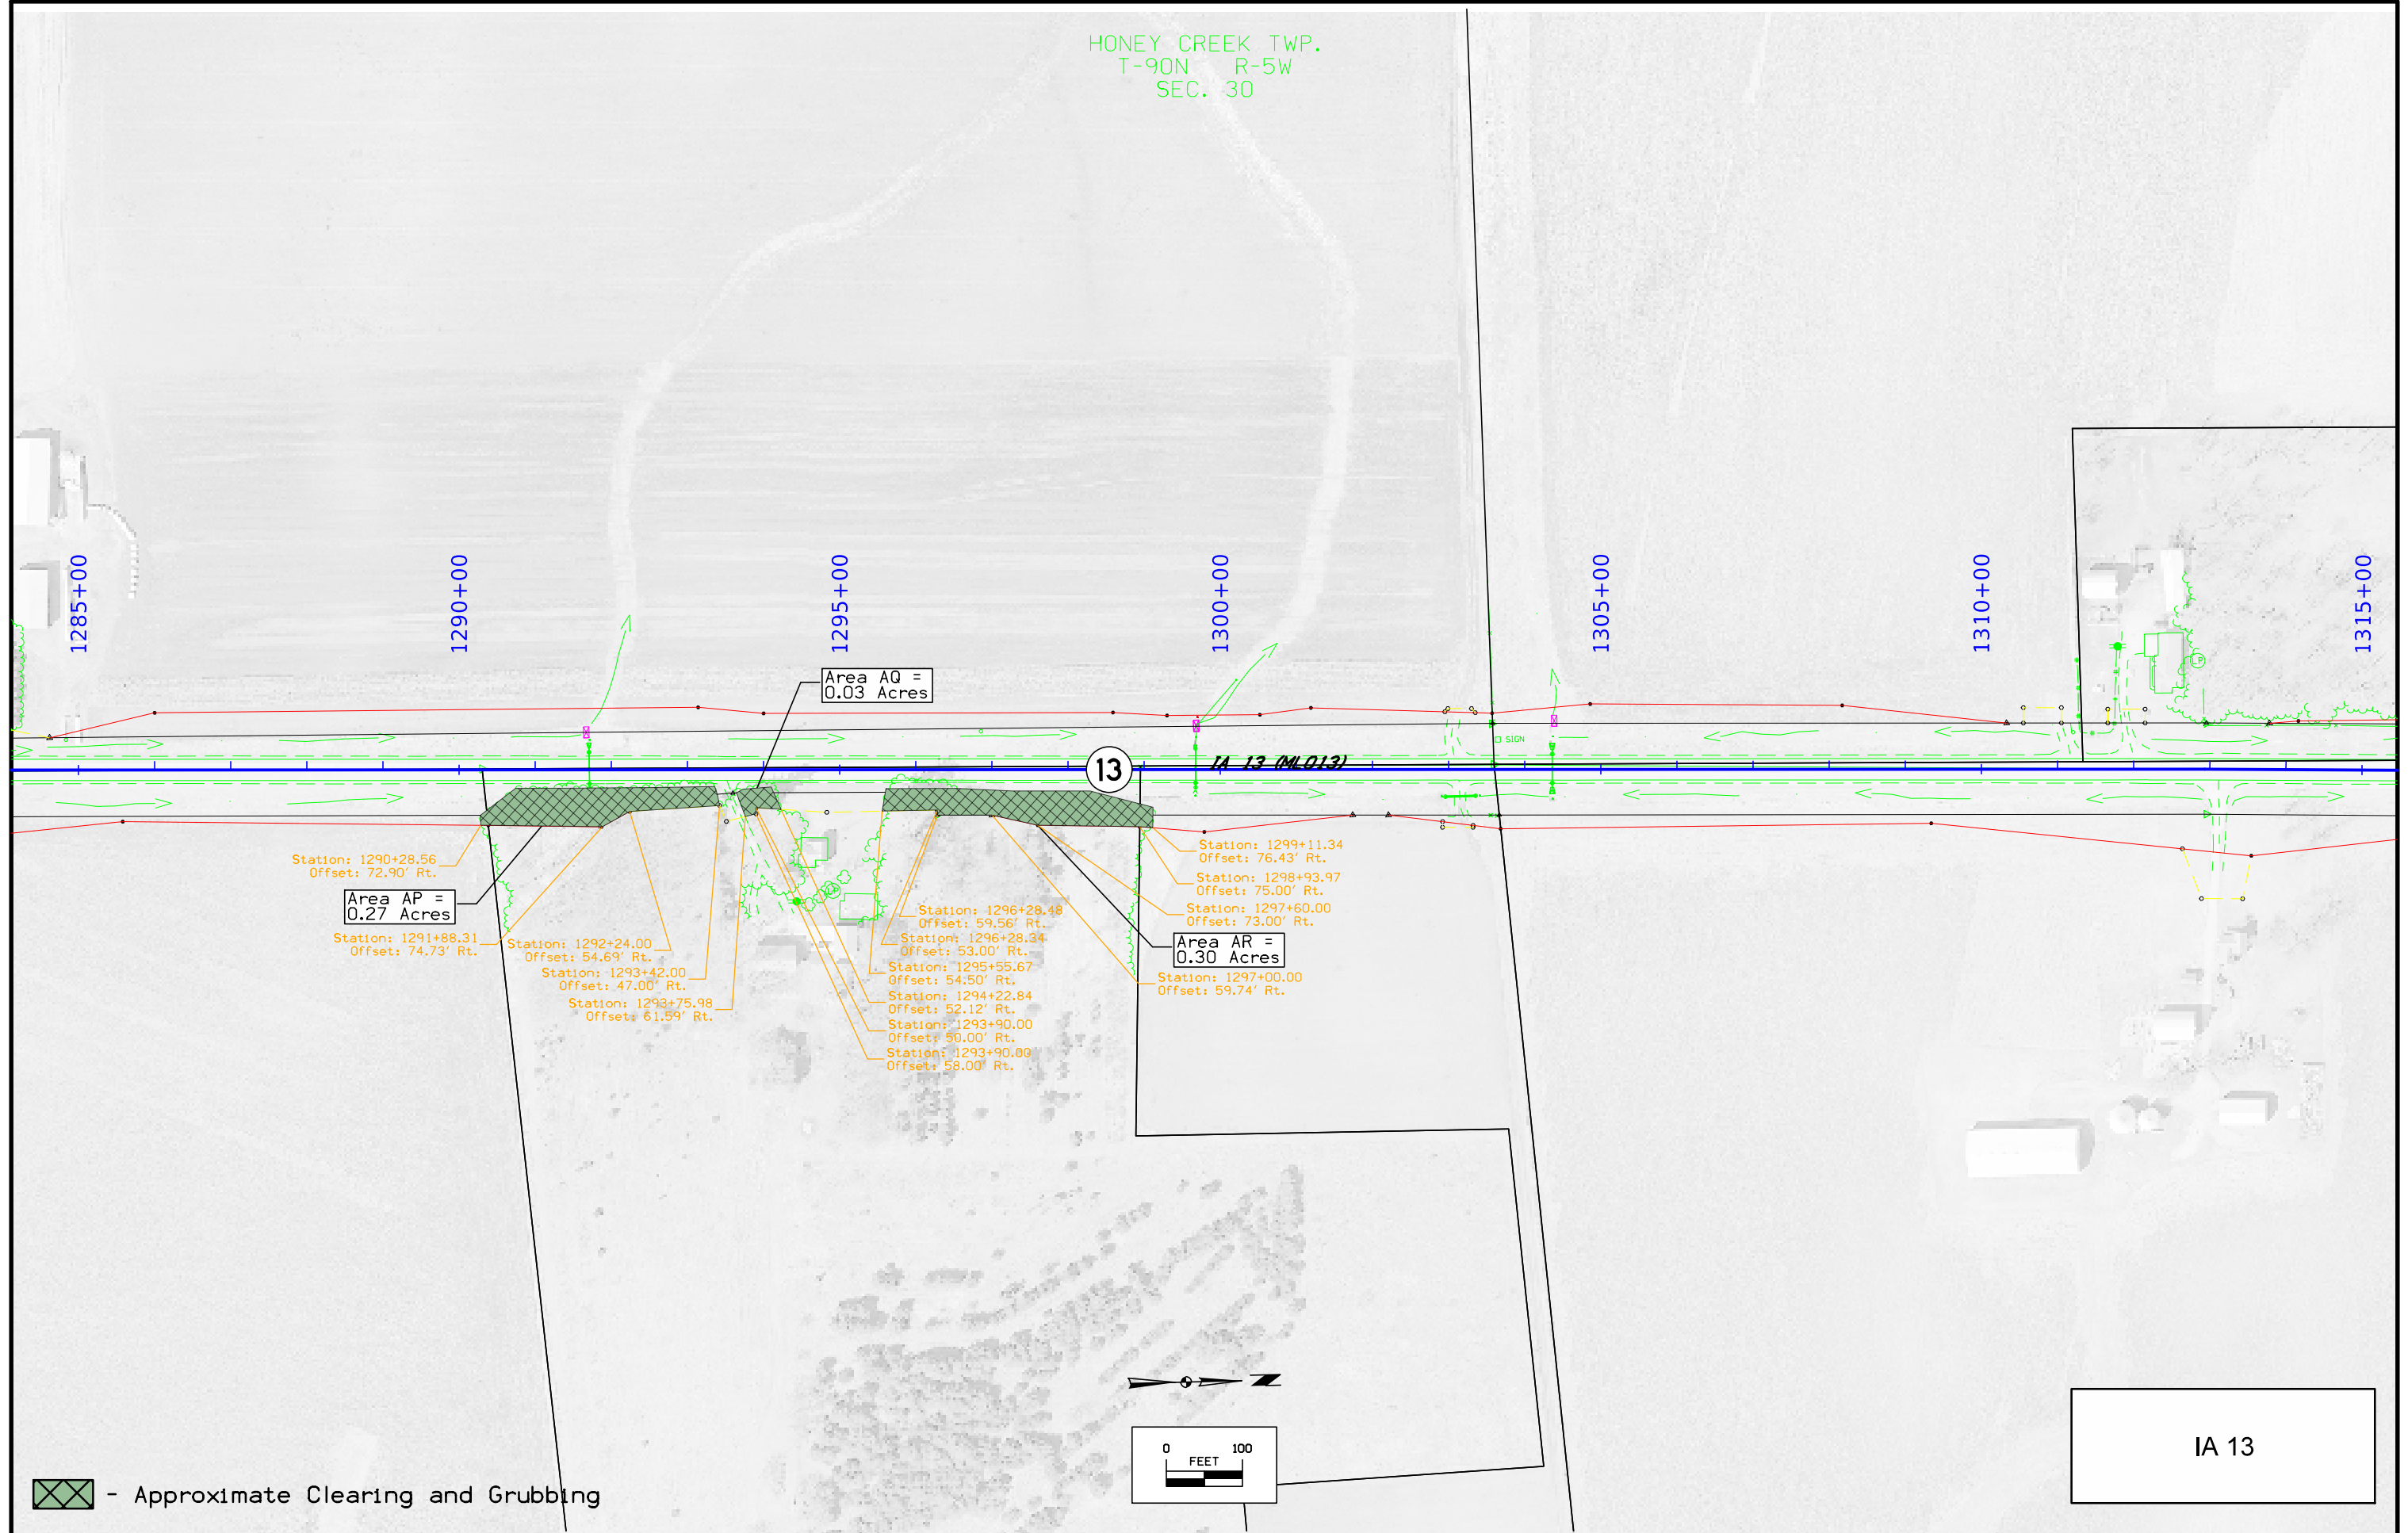 HONEY CREEK TWP.
T-90N R-5W
SEC. 30
1285+00
1290+00
1295+00
1300+00
1305+00
1310+00
1315+00
Area AQ =
0.03 Acres
SIGN
LP
13
IA 13 (ML013)
Station: 1290+28.56
Offset: 72.90' Rt.
Area AP =
0.27 Acres
Station: 1291+88.31
Offset: 74.73' Rt.
Station: 1292+24.00
Offset: 54.69' Rt.
Station: 1293+42.00
Offset: 47.00' Rt.
Station: 1293+75.98
Offset: 61.59' Rt.
Station: 1296+28.48
Offset: 59.56' Rt.
Station: 1296+28.34
Offset: 53.00' Rt.
Station: 1295+55.67
Offset: 54.50' Rt.
Station: 1294+22.84
Offset: 52.12' Rt.
Station: 1293+90.00
Offset: 50.00' Rt.
Station: 1293+90.00
Offset: 58.00' Rt.
Station: 1299+11.34
Offset: 76.43' Rt.
Station: 1298+93.97
Offset: 75.00' Rt.
Station: 1297+60.00
Offset: 73.00' Rt.
Area AR =
0.30 Acres
Station: 1297+00.00
Offset: 59.74' Rt.
N
0 100
FEET
IA 13
- Approximate Clearing and Grubbing